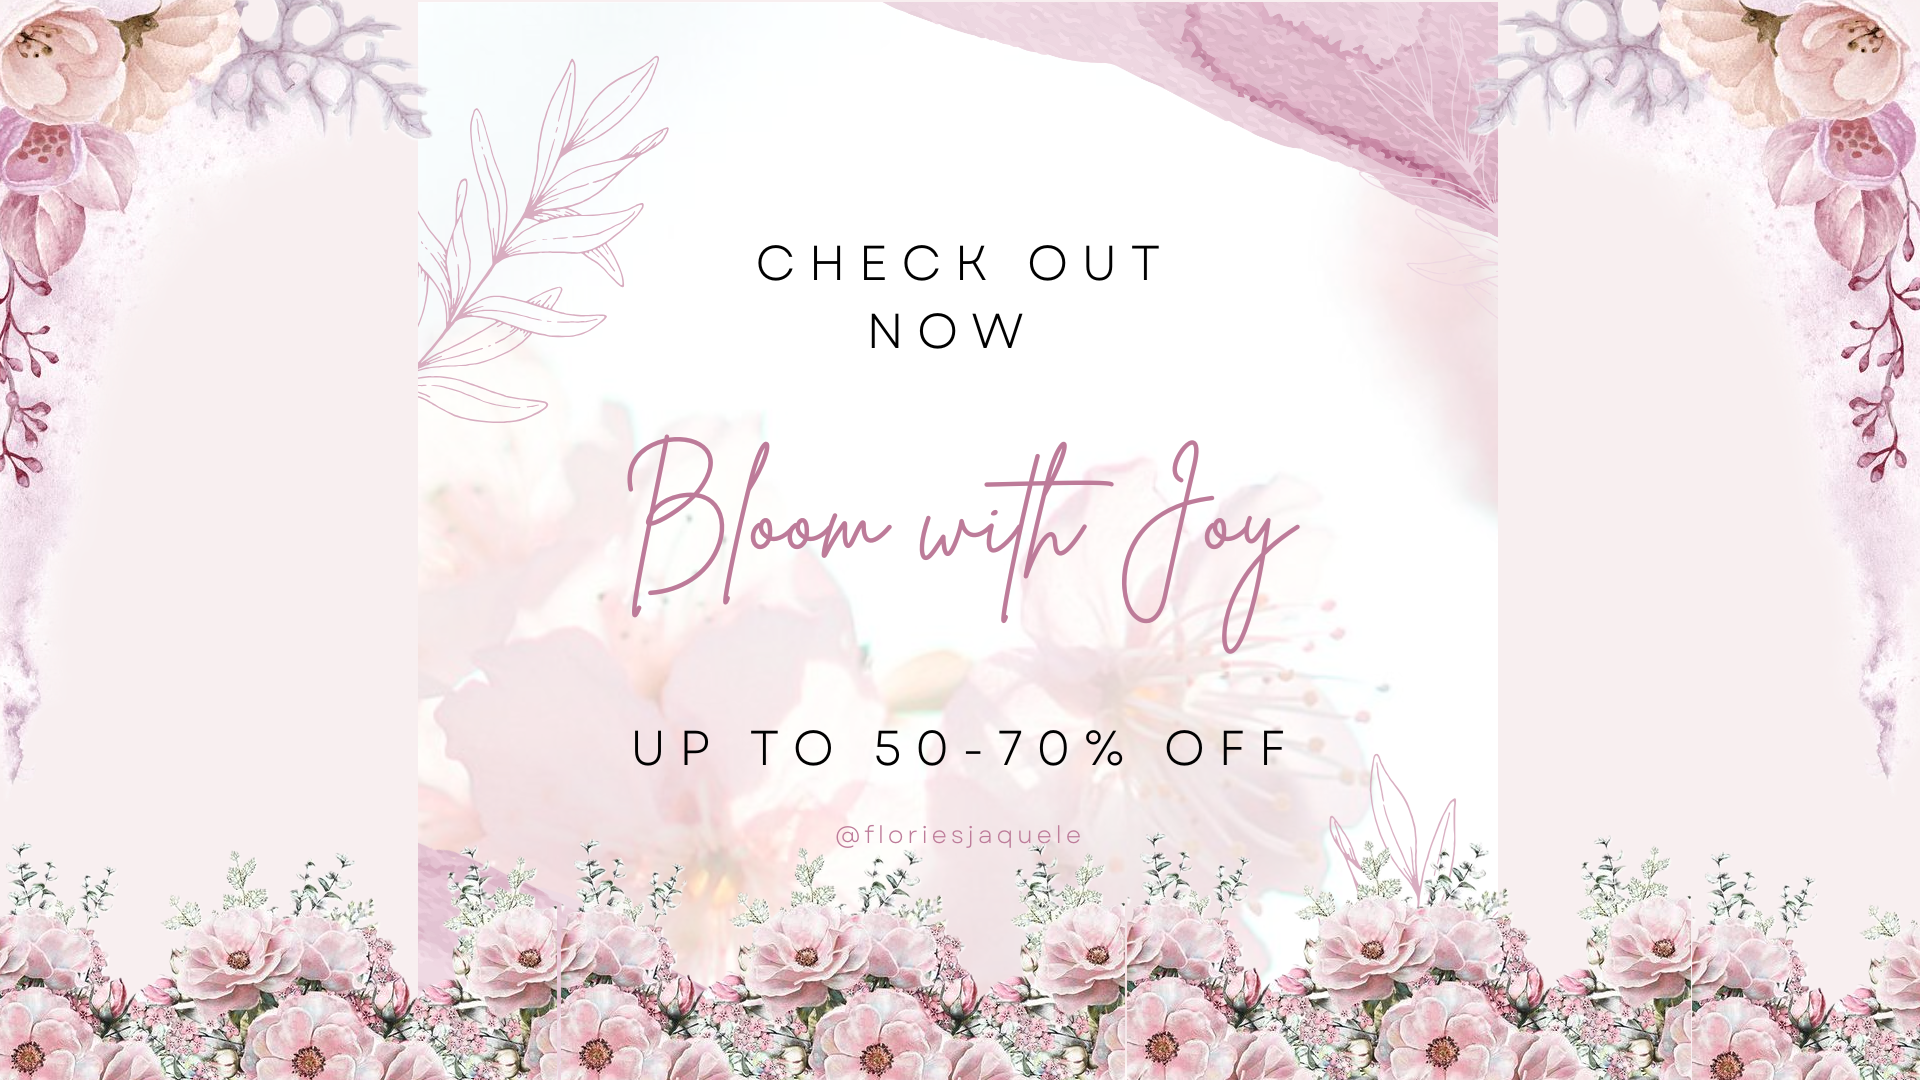 CHECK OUT
NOW
Bloom with Joy
UP TO 50-70% OFF
@floriesjaquele